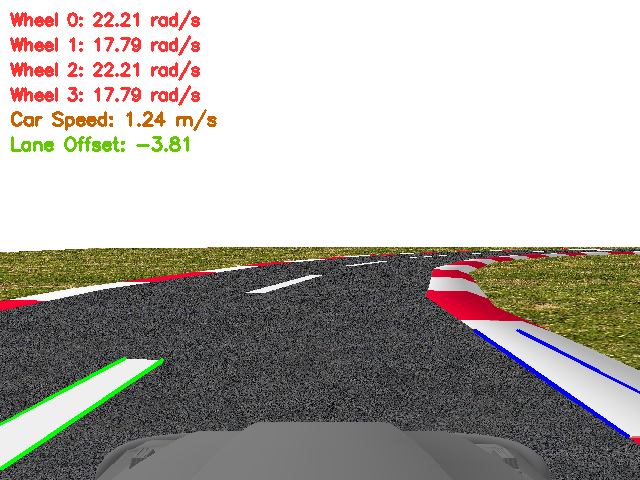 Wheel 0: 22.21 rad/s
Wheel 1: 17.79 rad/s
Wheel 2: 22.21 rad/s
Wheel 3: 17.79 rad/s
Car Speed: 1.24 m/s
Lane Offset: -3.81